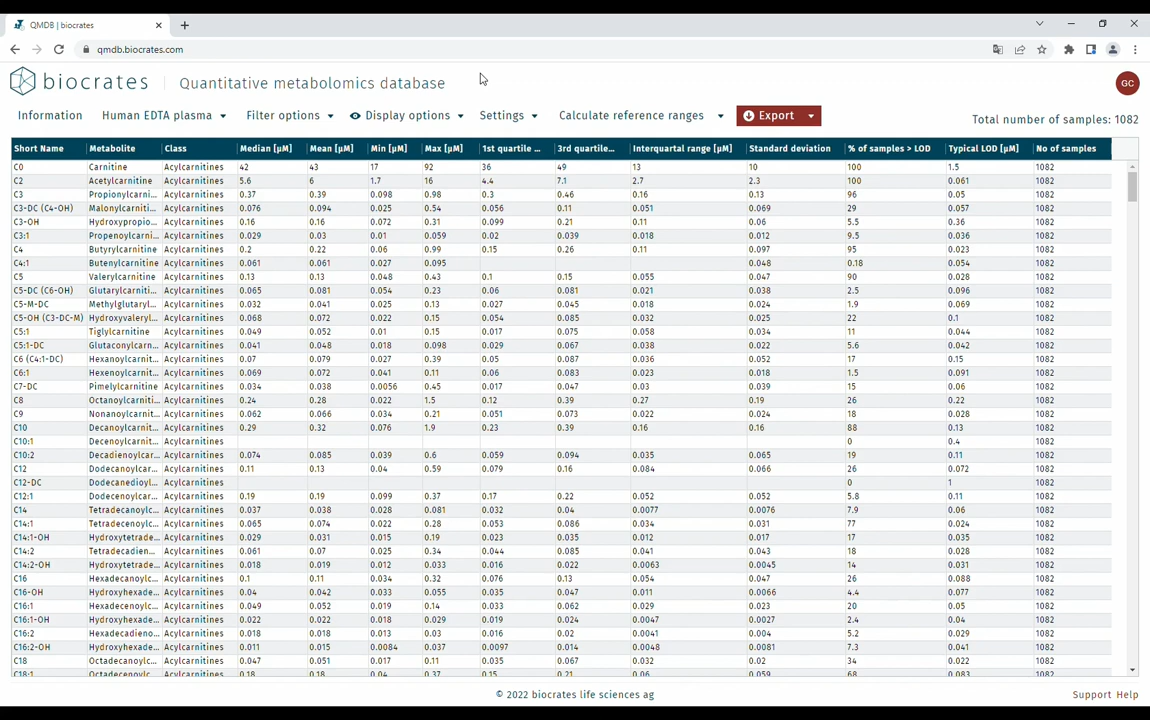 QMDB | biocrates
qmdb.biocrates.com
biocrates Quantitative metabolomics database GC
Information Human EDTA plasma Filter options Display options Settings Calculate reference ranges Export Total number of samples: 1082
Short Name Metabolite Class Median [µM] Mean [µM] Min [µM] Max [µM] 1st quartile ... 3rd quartile... Interquartal range [µM] Standard deviation % of samples > LOD Typical LOD [µM] No of samples
C0 Carnitine Acylcarnitines 42 43 17 92 36 49 13 10 100 1.5 1082
C2 Acetylcarnitine Acylcarnitines 5.6 6 1.7 16 4.4 7.1 2.7 2.3 100 0.061 1082
C3 Propionylcarni... Acylcarnitines 0.37 0.39 0.098 0.98 0.3 0.46 0.16 0.13 96 0.05 1082
C3-DC (C4-OH) Malonylcarniti... Acylcarnitines 0.076 0.094 0.025 0.54 0.056 0.11 0.051 0.069 29 0.057 1082
C3-OH Hydroxypropio... Acylcarnitines 0.16 0.16 0.072 0.31 0.099 0.21 0.11 0.06 5.5 0.36 1082
C3:1 Propenoylcarni... Acylcarnitines 0.029 0.03 0.01 0.059 0.02 0.039 0.018 0.012 9.5 0.036 1082
C4 Butyrylcarnitine Acylcarnitines 0.2 0.22 0.06 0.99 0.15 0.26 0.11 0.097 95 0.023 1082
C4:1 Butenylcarnitine Acylcarnitines 0.061 0.061 0.027 0.095 0.048 0.18 0.054 1082
C5 Valerylcarnitine Acylcarnitines 0.13 0.13 0.048 0.43 0.1 0.15 0.055 0.047 90 0.028 1082
C5-DC (C6-OH) Glutarylcarniti... Acylcarnitines 0.065 0.081 0.054 0.23 0.06 0.081 0.021 0.038 2.5 0.096 1082
C5-M-DC Methylglutaryl... Acylcarnitines 0.032 0.041 0.025 0.13 0.027 0.045 0.018 0.024 1.9 0.069 1082
C5-OH (C3-DC-M) Hydroxyvaleryl... Acylcarnitines 0.068 0.072 0.022 0.15 0.054 0.085 0.032 0.025 22 0.1 1082
C5:1 Tiglylcarnitine Acylcarnitines 0.049 0.052 0.01 0.15 0.017 0.075 0.058 0.034 11 0.044 1082
C5:1-DC Glutaconylcarn... Acylcarnitines 0.041 0.048 0.018 0.098 0.029 0.067 0.038 0.022 5.6 0.042 1082
C6 (C4:1-DC) Hexanoylcarnit... Acylcarnitines 0.07 0.079 0.027 0.39 0.05 0.087 0.036 0.052 17 0.15 1082
C6:1 Hexenoylcarnit... Acylcarnitines 0.069 0.072 0.041 0.11 0.06 0.083 0.023 0.018 1.5 0.091 1082
C7-DC Pimelylcarnitine Acylcarnitines 0.034 0.038 0.0056 0.45 0.017 0.047 0.03 0.039 15 0.06 1082
C8 Octanoylcarniti... Acylcarnitines 0.24 0.28 0.022 1.5 0.12 0.39 0.27 0.19 26 0.22 1082
C9 Nonanoylcarnit... Acylcarnitines 0.062 0.066 0.034 0.21 0.051 0.073 0.022 0.024 18 0.028 1082
C10 Decanoylcarnit... Acylcarnitines 0.29 0.32 0.076 1.9 0.23 0.39 0.16 0.16 88 0.13 1082
C10:1 Decenoylcarnit... Acylcarnitines 0 0.4 1082
C10:2 Decadienoylcar... Acylcarnitines 0.074 0.085 0.039 0.6 0.059 0.094 0.035 0.065 19 0.11 1082
C12 Dodecanoylcar... Acylcarnitines 0.11 0.13 0.04 0.59 0.079 0.16 0.084 0.066 26 0.072 1082
C12-DC Dodecanedioyl... Acylcarnitines 0 1 1082
C12:1 Dodecenoylcar... Acylcarnitines 0.19 0.19 0.099 0.37 0.17 0.22 0.052 0.052 5.8 0.11 1082
C14 Tetradecanoylc... Acylcarnitines 0.037 0.038 0.028 0.081 0.032 0.04 0.0077 0.0076 7.9 0.06 1082
C14:1 Tetradecenoylc... Acylcarnitines 0.065 0.074 0.022 0.28 0.053 0.086 0.034 0.031 77 0.024 1082
C14:1-OH Hydroxytetrade... Acylcarnitines 0.029 0.031 0.015 0.19 0.023 0.035 0.012 0.017 17 0.035 1082
C14:2 Tetradecadien... Acylcarnitines 0.061 0.07 0.025 0.34 0.044 0.085 0.041 0.043 18 0.028 1082
C14:2-OH Hydroxytetrade... Acylcarnitines 0.018 0.019 0.012 0.033 0.016 0.022 0.0063 0.0045 14 0.031 1082
C16 Hexadecanoylc... Acylcarnitines 0.1 0.11 0.034 0.32 0.076 0.13 0.054 0.047 26 0.088 1082
C16-OH Hydroxyhexade... Acylcarnitines 0.04 0.042 0.033 0.055 0.035 0.047 0.011 0.0066 4.4 0.077 1082
C16:1 Hexadecenoylc... Acylcarnitines 0.049 0.052 0.019 0.14 0.033 0.062 0.029 0.023 20 0.05 1082
C16:1-OH Hydroxyhexade... Acylcarnitines 0.022 0.022 0.018 0.029 0.019 0.024 0.0047 0.0027 2.4 0.04 1082
C16:2 Hexadecadieno... Acylcarnitines 0.018 0.018 0.013 0.03 0.016 0.02 0.0041 0.004 5.2 0.029 1082
C16:2-OH Hydroxyhexade... Acylcarnitines 0.011 0.015 0.0084 0.037 0.0097 0.014 0.0048 0.0081 7.3 0.041 1082
C18 Octadecanoylc... Acylcarnitines 0.047 0.051 0.017 0.11 0.035 0.067 0.032 0.02 34 0.022 1082
C18:1 Octadecenoylc... Acylcarnitines 0.18 0.18 0.04 0.37 0.15 0.21 0.06 0.059 68 0.083 1082
© 2022 biocrates life sciences ag Support Help